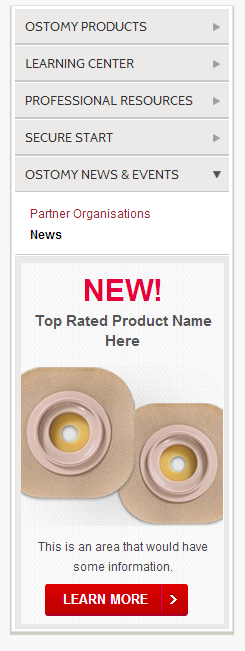 OSTOMY PRODUCTS
LEARNING CENTER
PROFESSIONAL RESOURCES
SECURE START
OSTOMY NEWS & EVENTS
Partner Organisations
News
NEW!
Top Rated Product Name
Here
This is an area that would have
some information.
LEARN MORE